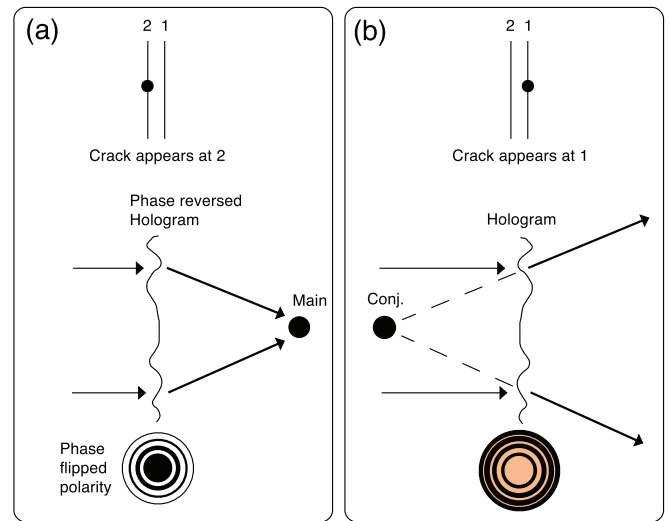 (a)
2 1
Crack appears at 2
Phase reversed
Hologram
Main
Phase
flipped
polarity
(b)
2 1
Crack appears at 1
Hologram
Conj.